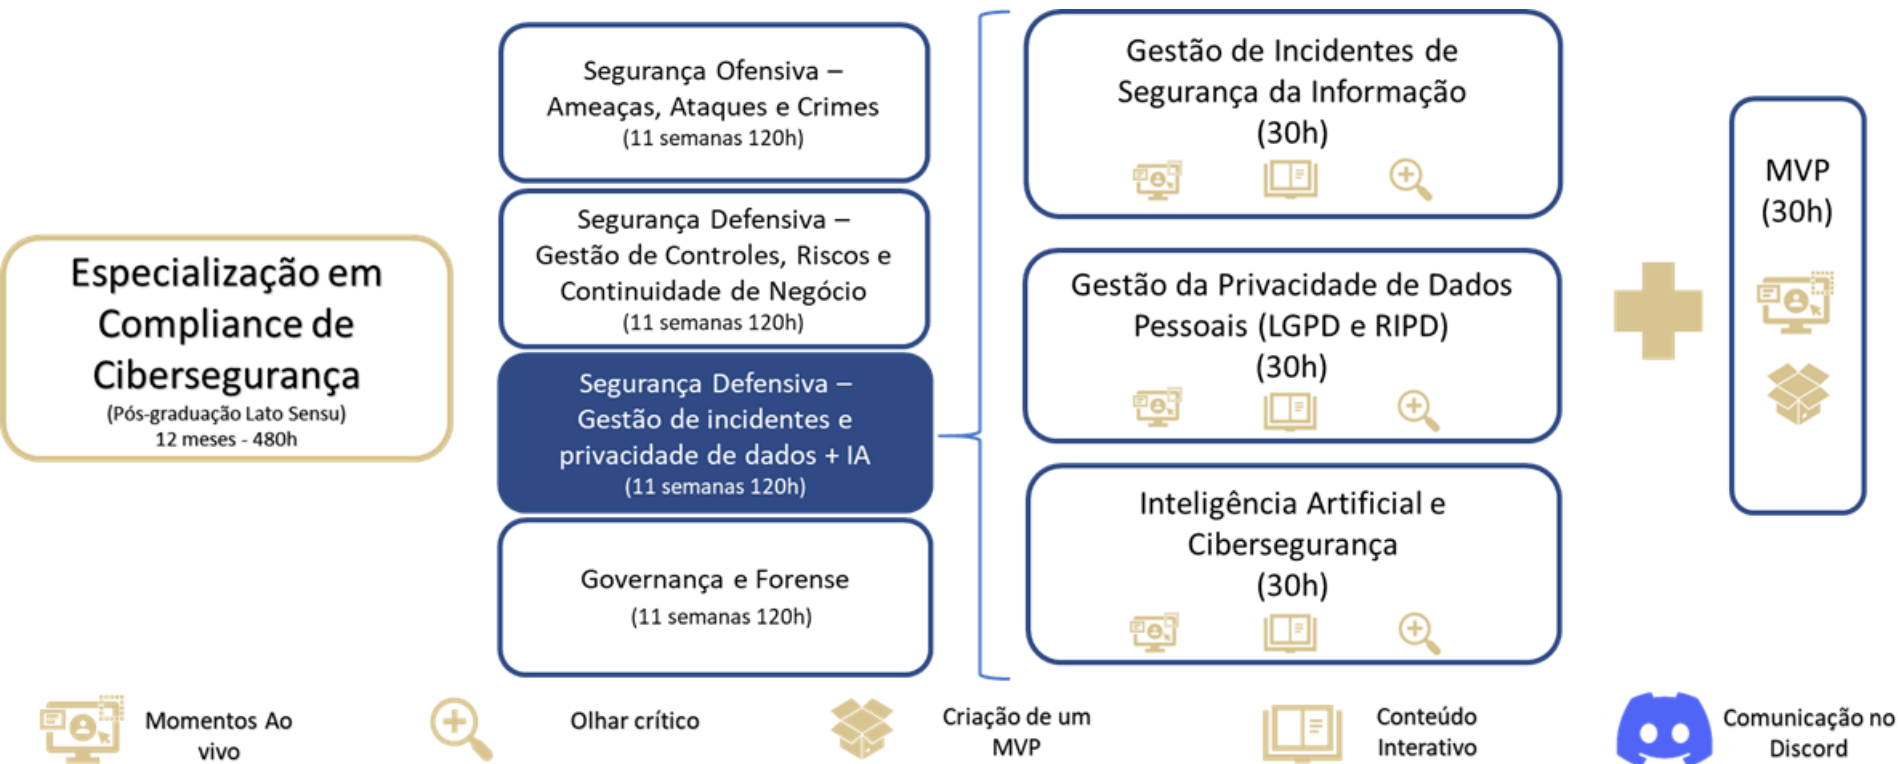 Especialização em
Compliance de
Cibersegurança
(Pós-graduação Lato Sensu)
12 meses - 480h
Segurança Ofensiva –
Ameaças, Ataques e Crimes
(11 semanas 120h)
Segurança Defensiva –
Gestão de Controles, Riscos e
Continuidade de Negócio
(11 semanas 120h)
Segurança Defensiva –
Gestão de incidentes e
privacidade de dados + IA
(11 semanas 120h)
Governança e Forense
(11 semanas 120h)
Gestão de Incidentes de
Segurança da Informação
(30h)
Gestão da Privacidade de Dados
Pessoais (LGPD e RIPD)
(30h)
Inteligência Artificial e
Cibersegurança
(30h)
MVP
(30h)
Momentos Ao
vivo
Olhar crítico
Criação de um
MVP
Conteúdo
Interativo
Comunicação no
Discord